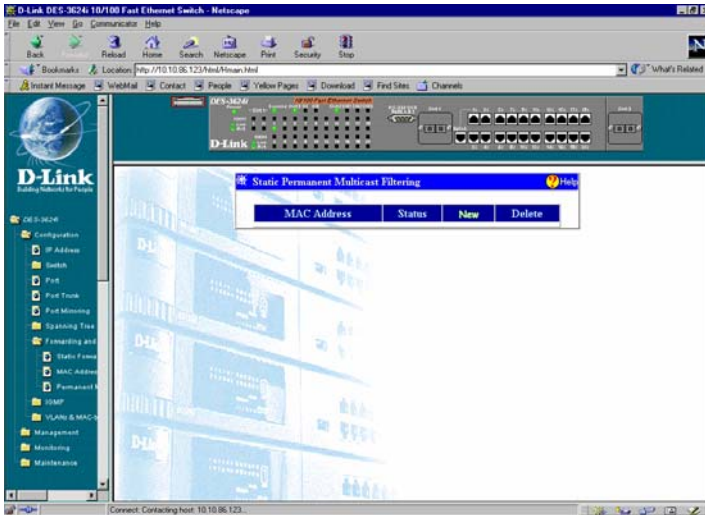 D-Link DES-3624i 10/100 Fast Ethernet Switch - Netscape
File Edit View Go Communicator Help
Back Reload Home Search Netscape Print Security Stop
Bookmarks Location: http://10.10.86.123/html/Hmain.html What's Related
Instant Message WebMail Contact People Yellow Pages Download Find Sites Channels
DES-3624i
10/100 Fast Ethernet Switch
D-Link
D-Link
Building Networks for People
Static Permanent Multicast Filtering Help
MAC Address Status New Delete
DES-3624i
Configuration
IP Address
Switch
Port
Port Trunk
Port Mirroring
Spanning Tree
Forwarding and
Static Forwa
MAC Addres
Permanent M
IGMP
VLANs & MAC-b
Management
Monitoring
Maintenance
Connect: Contacting host: 10.10.86.123...